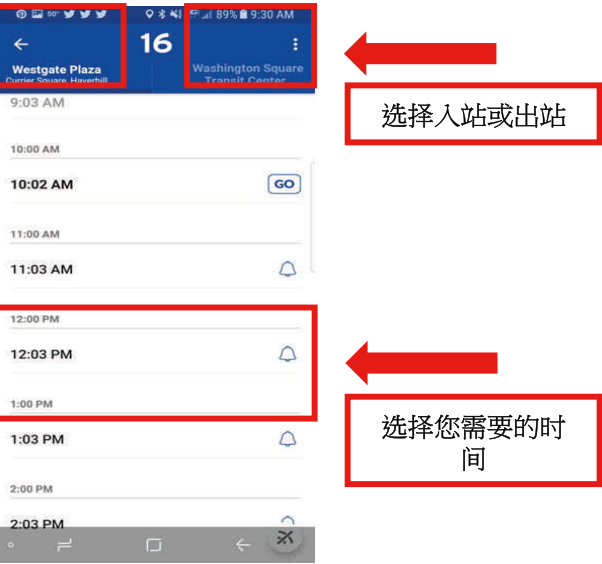 50° 89% 9:30 AM
16
Westgate Plaza
Currier Square, Haverhill
Washington Square
Transit Center
9:03 AM
10:00 AM
10:02 AM
GO
11:00 AM
11:03 AM
12:00 PM
12:03 PM
1:00 PM
1:03 PM
2:00 PM
2:03 PM
选择入站或出站
选择您需要的时
间